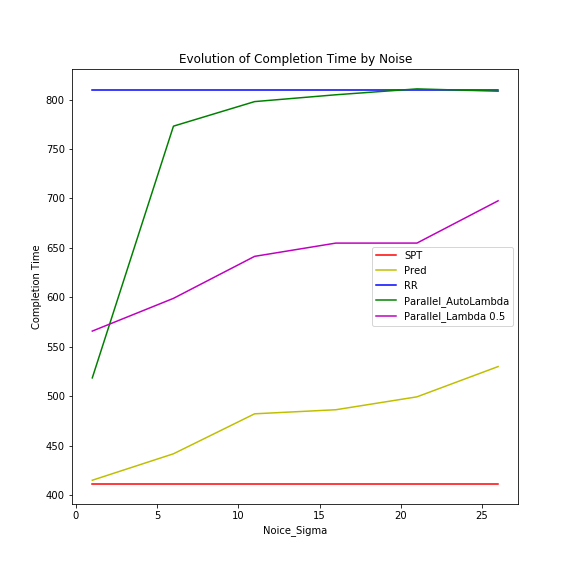 Evolution of Completion Time by Noise
Completion Time
800
750
700
650
600
550
500
450
400
SPT
Pred
RR
Parallel_AutoLambda
Parallel_Lambda 0.5
0 5 10 15 20 25
Noice_Sigma